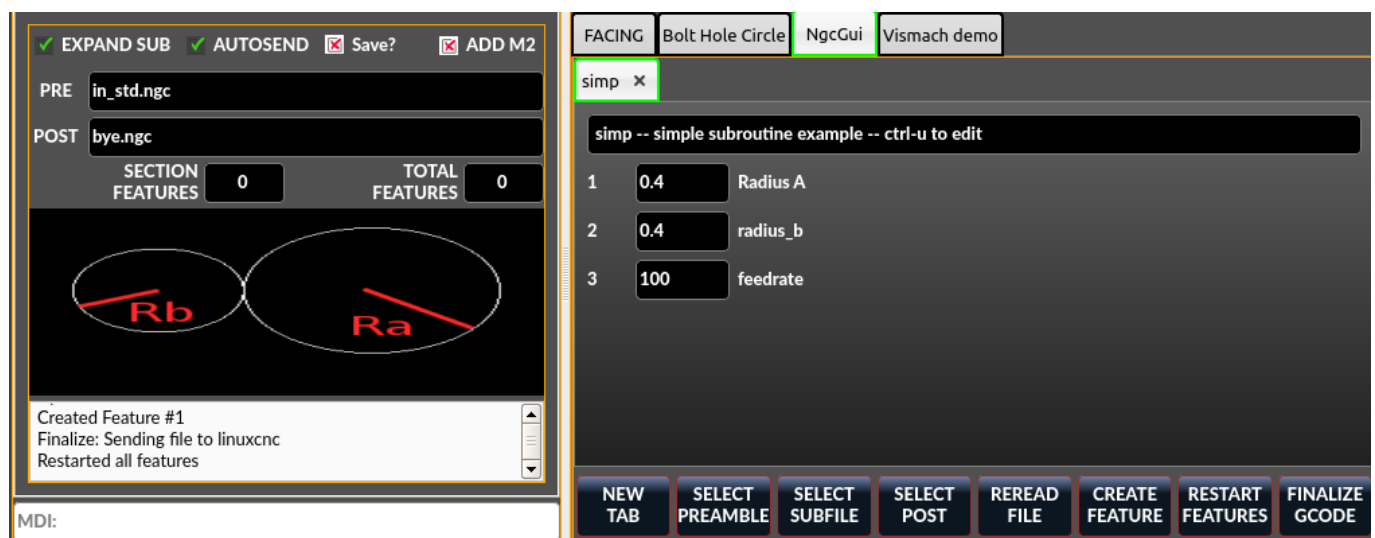 EXPAND SUB AUTOSEND Save? ADD M2
PRE in_std.ngc
POST bye.ngc
SECTION FEATURES 0 TOTAL FEATURES 0
Rb
Ra
Created Feature #1
Finalize: Sending file to linuxcnc
Restarted all features
MDI:
FACING Bolt Hole Circle NgcGui Vismach demo
simp ×
simp -- simple subroutine example -- ctrl-u to edit
1 0.4 Radius A
2 0.4 radius_b
3 100 feedrate
NEW TAB SELECT PREAMBLE SELECT SUBFILE SELECT POST REREAD FILE CREATE FEATURE RESTART FEATURES FINALIZE GCODE